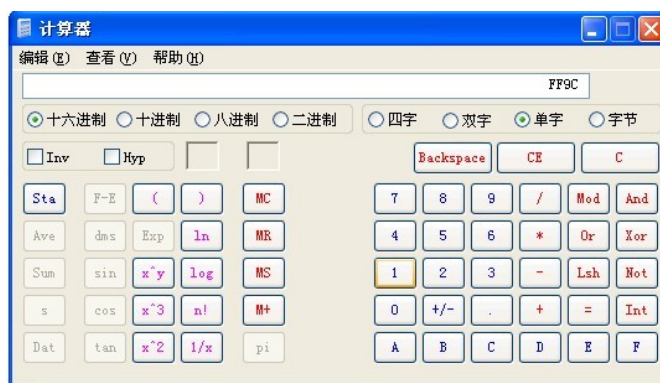 计算器
编辑(E) 查看(V) 帮助(H)
FF9C
十六进制 十进制 八进制 二进制 四字 双字 单字 字节
Inv Hyp Backspace CE C
Sta F-E ( ) MC 7 8 9 / Mod And
Ave dms Exp ln MR 4 5 6 * Or Xor
Sum sin x^y log MS 1 2 3 - Lsh Not
s cos x^3 n! M+ 0 +/- . + = Int
Dat tan x^2 1/x pi A B C D E F